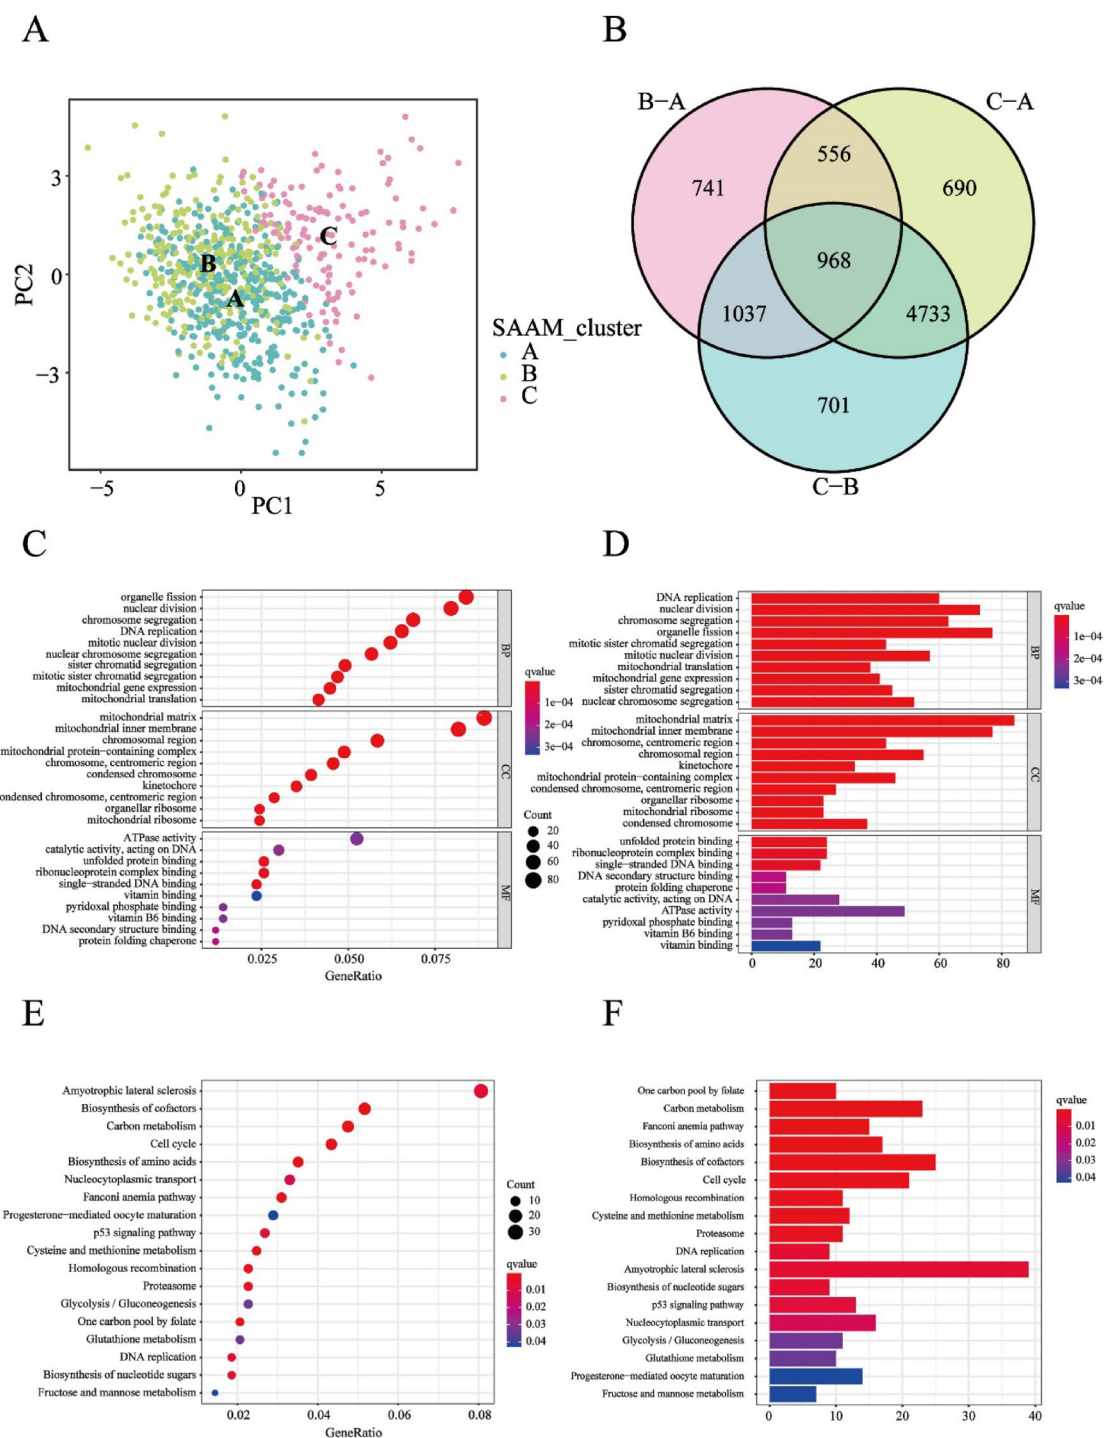 A
B
C
B
A
3
0
−3
−5
0
5
PC2
PC1
SAAM_cluster
A
B
C
B−A
C−A
556
741
690
968
1037
4733
701
C−B
C
D
organelle fission
nuclear division
chromosome segregation
DNA replication
mitotic nuclear division
nuclear chromosome segregation
sister chromatid segregation
mitotic sister chromatid segregation
mitochondrial gene expression
mitochondrial translation
BP
mitochondrial matrix
mitochondrial inner membrane
chromosomal region
mitochondrial protein−containing complex
chromosome, centromeric region
condensed chromosome
kinetochore
condensed chromosome, centromeric region
organellar ribosome
mitochondrial ribosome
CC
ATPase activity
catalytic activity, acting on DNA
unfolded protein binding
ribonucleoprotein complex binding
single−stranded DNA binding
vitamin binding
pyridoxal phosphate binding
vitamin B6 binding
DNA secondary structure binding
protein folding chaperone
MF
0.025
0.050
0.075
GeneRatio
qvalue
1e−04
2e−04
3e−04
Count
20
40
60
80
DNA replication
nuclear division
chromosome segregation
organelle fission
mitotic sister chromatid segregation
mitotic nuclear division
mitochondrial translation
mitochondrial gene expression
sister chromatid segregation
nuclear chromosome segregation
BP
mitochondrial matrix
mitochondrial inner membrane
chromosome, centromeric region
chromosomal region
kinetochore
mitochondrial protein−containing complex
condensed chromosome, centromeric region
organellar ribosome
mitochondrial ribosome
condensed chromosome
CC
unfolded protein binding
ribonucleoprotein complex binding
single−stranded DNA binding
DNA secondary structure binding
protein folding chaperone
catalytic activity, acting on DNA
ATPase activity
pyridoxal phosphate binding
vitamin B6 binding
vitamin binding
MF
0
20
40
60
80
qvalue
1e−04
2e−04
3e−04
E
F
Amyotrophic lateral sclerosis
Biosynthesis of cofactors
Carbon metabolism
Cell cycle
Biosynthesis of amino acids
Nucleocytoplasmic transport
Fanconi anemia pathway
Progesterone−mediated oocyte maturation
p53 signaling pathway
Cysteine and methionine metabolism
Homologous recombination
Proteasome
Glycolysis / Gluconeogenesis
One carbon pool by folate
Glutathione metabolism
DNA replication
Biosynthesis of nucleotide sugars
Fructose and mannose metabolism
0.02
0.04
0.06
0.08
GeneRatio
Count
10
20
30
qvalue
0.01
0.02
0.03
0.04
One carbon pool by folate
Carbon metabolism
Fanconi anemia pathway
Biosynthesis of amino acids
Biosynthesis of cofactors
Cell cycle
Homologous recombination
Cysteine and methionine metabolism
Proteasome
DNA replication
Amyotrophic lateral sclerosis
Biosynthesis of nucleotide sugars
p53 signaling pathway
Nucleocytoplasmic transport
Glycolysis / Gluconeogenesis
Glutathione metabolism
Progesterone−mediated oocyte maturation
Fructose and mannose metabolism
0
10
20
30
40
qvalue
0.01
0.02
0.03
0.04